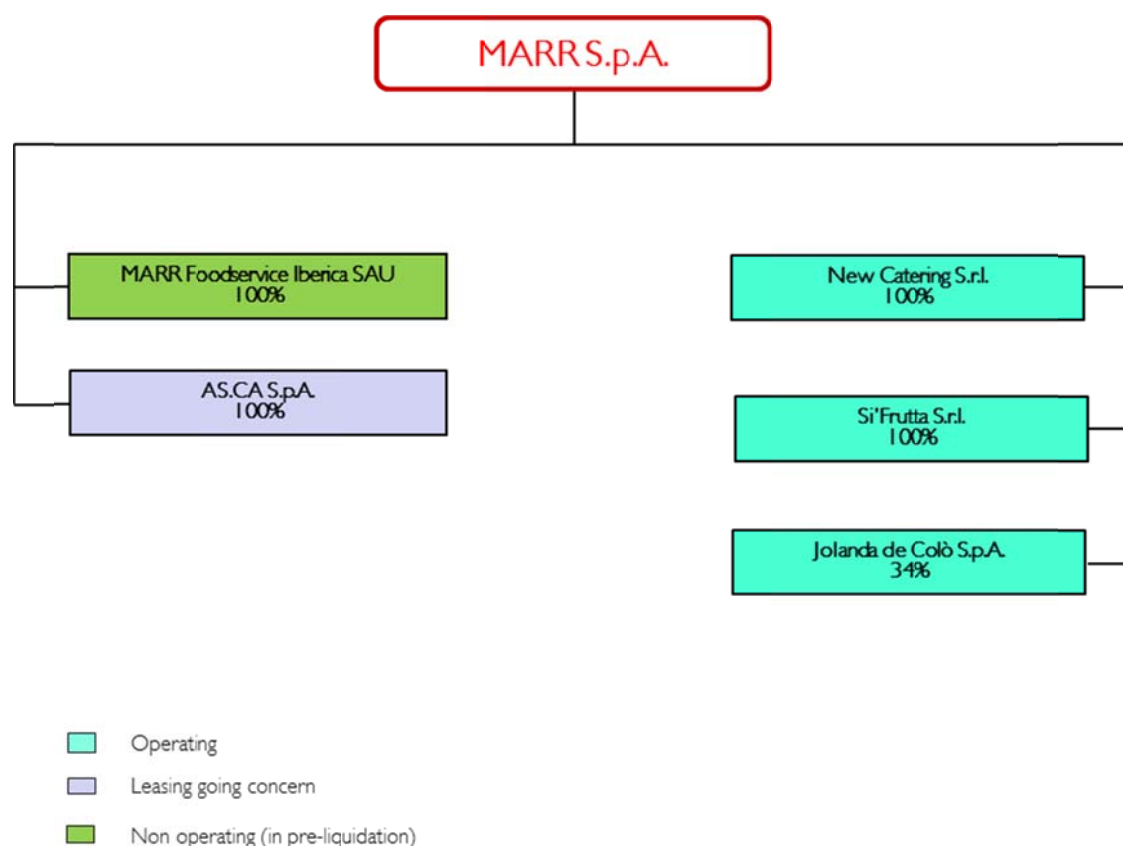 MARR S.p.A.
MARR Foodservice Iberica SAU
100%
AS.CA S.p.A.
100%
New Catering S.r.l.
100%
Si'Frutta S.r.l.
100%
Jolanda de Colò S.p.A.
34%
Operating
Leasing going concern
Non operating (in pre-liquidation)